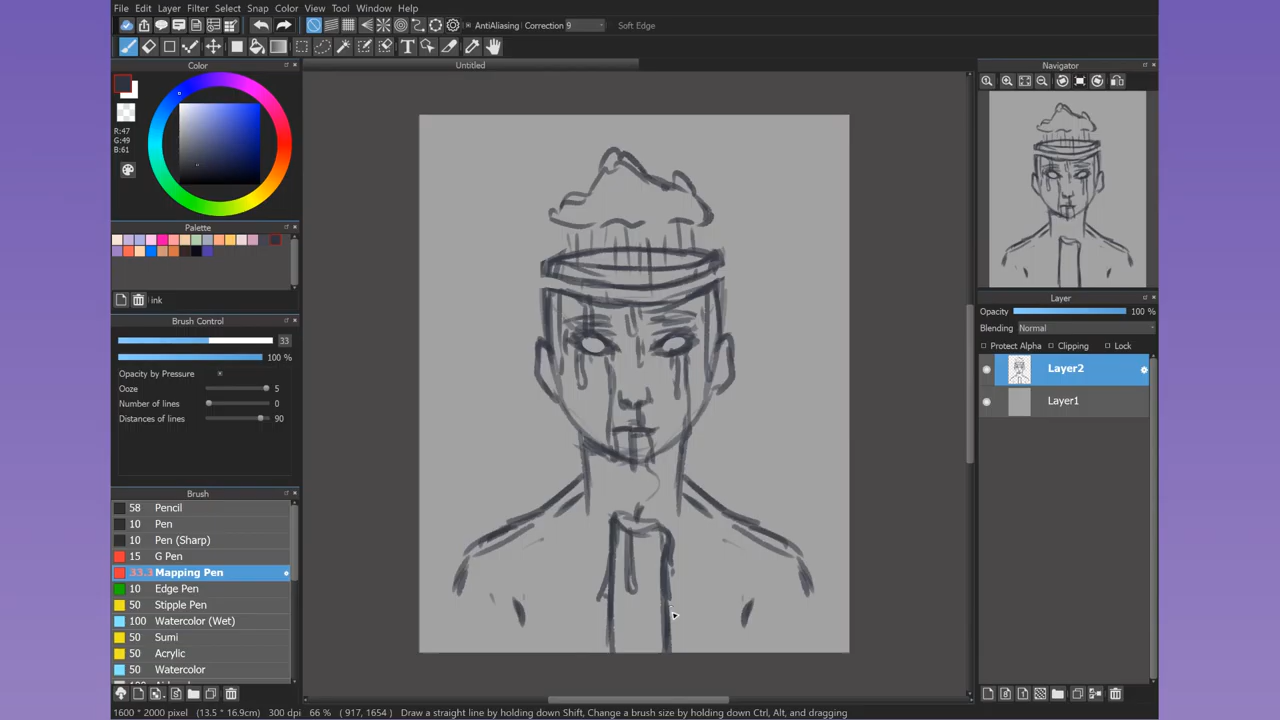 File Edit Layer Filter Select Snap Color View Tool Window Help
AntiAliasing Correction 9 Soft Edge
Color
Untitled
Navigator
R:47
G:49
B:61
Palette
ink
Brush Control
33
100 %
Opacity by Pressure
Ooze 5
Number of lines 0
Distances of lines 90
Brush
58 Pencil
10 Pen
10 Pen (Sharp)
15 G Pen
33.3 Mapping Pen
10 Edge Pen
50 Stipple Pen
100 Watercolor (Wet)
50 Sumi
50 Acrylic
50 Watercolor
Layer
Opacity 100 %
Blending Normal
Protect Alpha Clipping Lock
Layer2
Layer1
1600 * 2000 pixel (13.5 * 16.9cm) 300 dpi 66 % ( 917, 1654 ) Draw a straight line by holding down Shift, Change a brush size by holding down Ctrl, Alt, and dragging